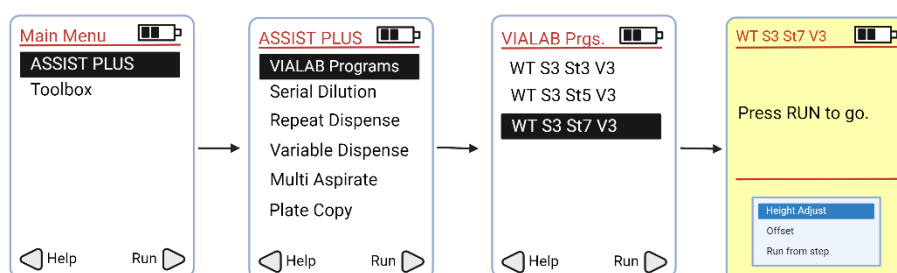 Main Menu
ASSIST PLUS
Toolbox
Help Run
ASSIST PLUS
VIALAB Programs
Serial Dilution
Repeat Dispense
Variable Dispense
Multi Aspirate
Plate Copy
Help Run
VIALAB Prgs.
WT S3 St3 V3
WT S3 St5 V3
WT S3 St7 V3
Help Run
WT S3 St7 V3
Press RUN to go.
Height Adjust
Offset
Run from step